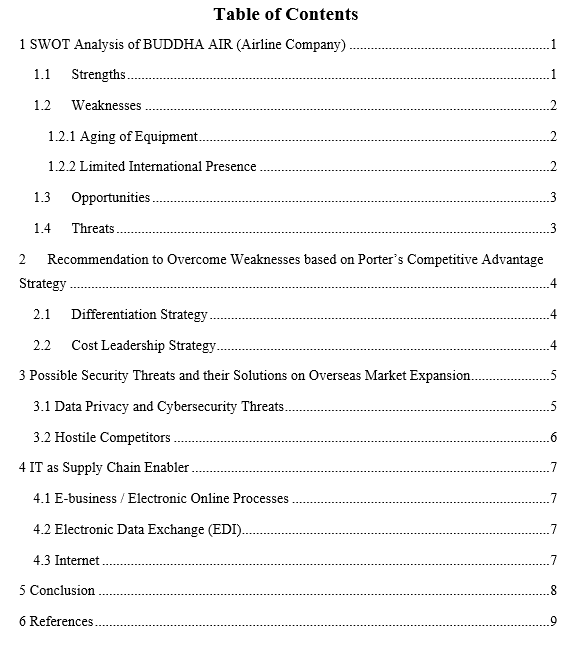 Table of Contents
1 SWOT Analysis of BUDDHA AIR (Airline Company) ........ 1
1.1 Strengths ........ 1
1.2 Weaknesses ........ 2
1.2.1 Aging of Equipment ........ 2
1.2.2 Limited International Presence ........ 2
1.3 Opportunities ........ 3
1.4 Threats ........ 3
2 Recommendation to Overcome Weaknesses based on Porter’s Competitive Advantage
Strategy ........ 4
2.1 Differentiation Strategy ........ 4
2.2 Cost Leadership Strategy ........ 4
3 Possible Security Threats and their Solutions on Overseas Market Expansion ........ 5
3.1 Data Privacy and Cybersecurity Threats ........ 5
3.2 Hostile Competitors ........ 6
4 IT as Supply Chain Enabler ........ 7
4.1 E-business / Electronic Online Processes ........ 7
4.2 Electronic Data Exchange (EDI) ........ 7
4.3 Internet ........ 7
5 Conclusion ........ 8
6 References ........ 9